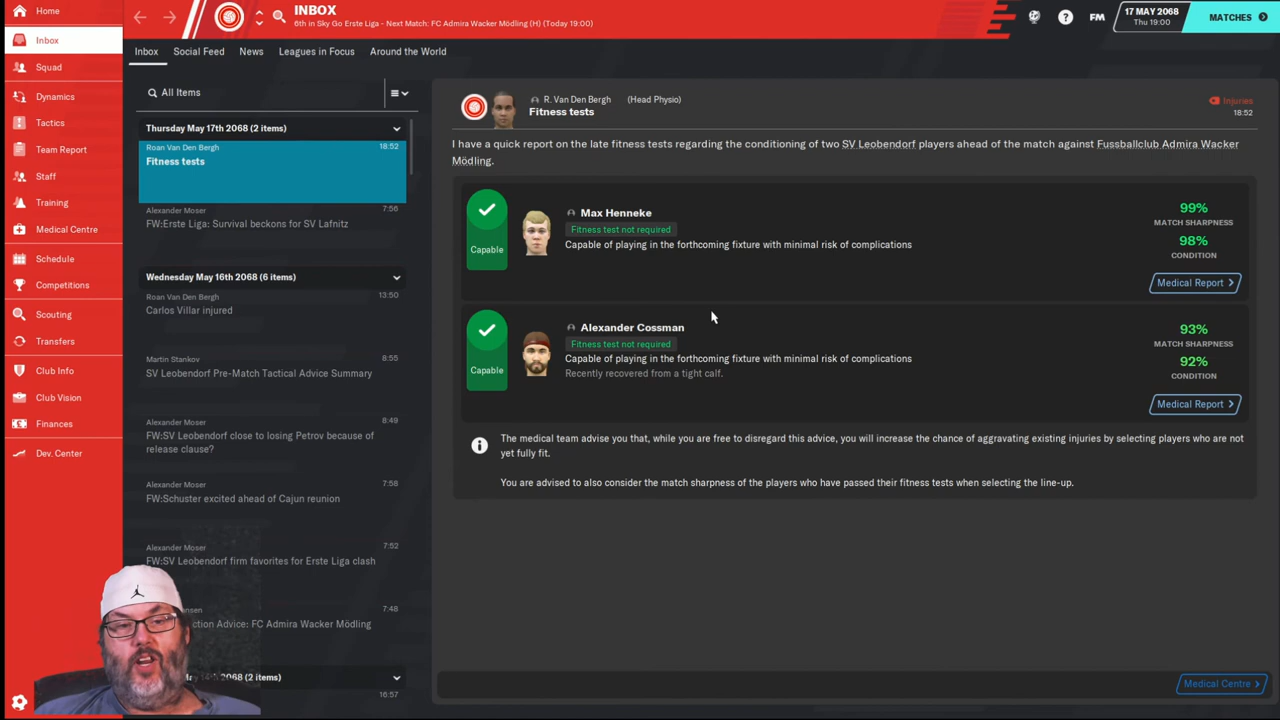 Home
Inbox
Squad
Dynamics
Tactics
Team Report
Staff
Training
Medical Centre
Schedule
Competitions
Scouting
Transfers
Club Info
Club Vision
Finances
Dev. Center
INBOX
6th in Sky Go Erste Liga - Next Match: FC Admira Wacker Mödling (H) (Today 19:00)
?
FM
17 MAY 2068
Thu 19:00
MATCHES
Inbox
Social Feed
News
Leagues in Focus
Around the World
All Items
Thursday May 17th 2068 (2 items)
Roan Van Den Bergh
18:52
Fitness tests
Alexander Moser
7:56
FW:Erste Liga: Survival beckons for SV Lafnitz
Wednesday May 16th 2068 (6 items)
Roan Van Den Bergh
13:50
Carlos Villar injured
Martin Stankov
8:55
SV Leobendorf Pre-Match Tactical Advice Summary
Alexander Moser
8:49
FW:SV Leobendorf close to losing Petrov because of
release clause?
Alexander Moser
7:58
FW:Schuster excited ahead of Cajun reunion
Alexander Moser
7:52
FW:SV Leobendorf firm favorites for Erste Liga clash
7:48
Advice: FC Admira Wacker Mödling
2068 (2 items)
16:57
R. Van Den Bergh (Head Physio)
Fitness tests
Injuries
18:52
I have a quick report on the late fitness tests regarding the conditioning of two SV Leobendorf players ahead of the match against Fussballclub Admira Wacker
Mödling.
Capable
Max Henneke
Fitness test not required
Capable of playing in the forthcoming fixture with minimal risk of complications
99%
MATCH SHARPNESS
98%
CONDITION
Medical Report
Capable
Alexander Cossman
Fitness test not required
Capable of playing in the forthcoming fixture with minimal risk of complications
Recently recovered from a tight calf.
93%
MATCH SHARPNESS
92%
CONDITION
Medical Report
The medical team advise you that, while you are free to disregard this advice, you will increase the chance of aggravating existing injuries by selecting players who are not
yet fully fit.
You are advised to also consider the match sharpness of the players who have passed their fitness tests when selecting the line-up.
Medical Centre